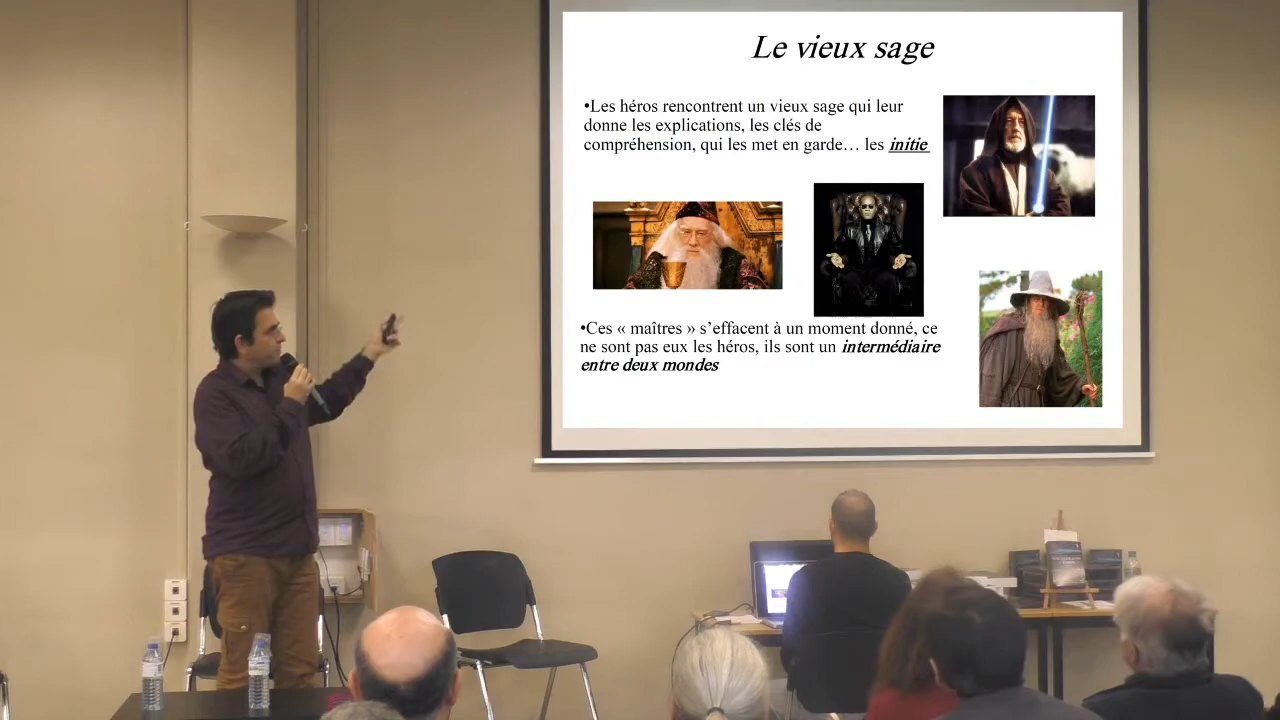 Le vieux sage
•Les héros rencontrent un vieux sage qui leur
donne les explications, les clés de
compréhension, qui les met en garde… les initie
•Ces « maîtres » s’effacent à un moment donné, ce
ne sont pas eux les héros, ils sont un intermédiaire
entre deux mondes